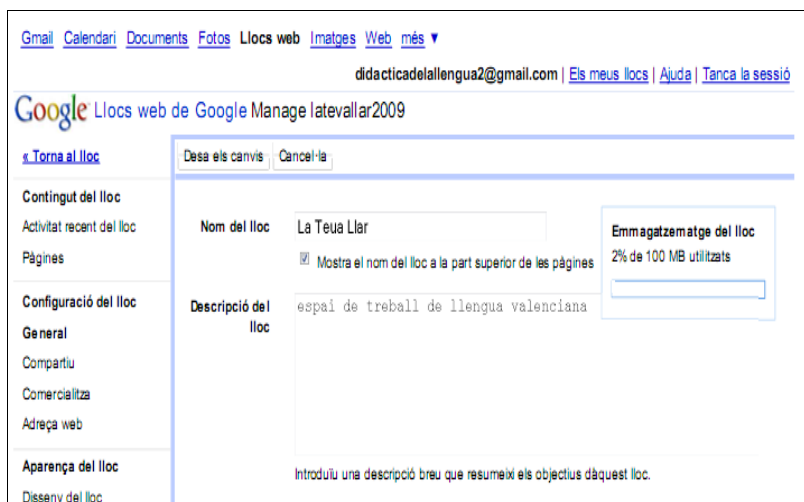 Gmail Calendari Documents Fotos Llocs web Imatges Web més ▼
didacticadelallengua2@gmail.com | Els meus llocs | Ajuda | Tanca la sessió
Google Llocs web de Google Manage latevallar2009
« Torna al lloc
Desa els canvis Cancel·la
Contingut del lloc
Activitat recent del lloc
Pàgines
Configuració del lloc
General
Compartiu
Comercialitza
Adreça web
Aparença del lloc
Disseny del lloc
Nom del lloc La Teua Llar
Mostra el nom del lloc a la part superior de les pàgines
Descripció del lloc
espai de treball de llengua valenciana
Introduïu una descripció breu que resumeixi els objectius dàquest lloc.
Emmagatzematge del lloc
2% de 100 MB utilitzats